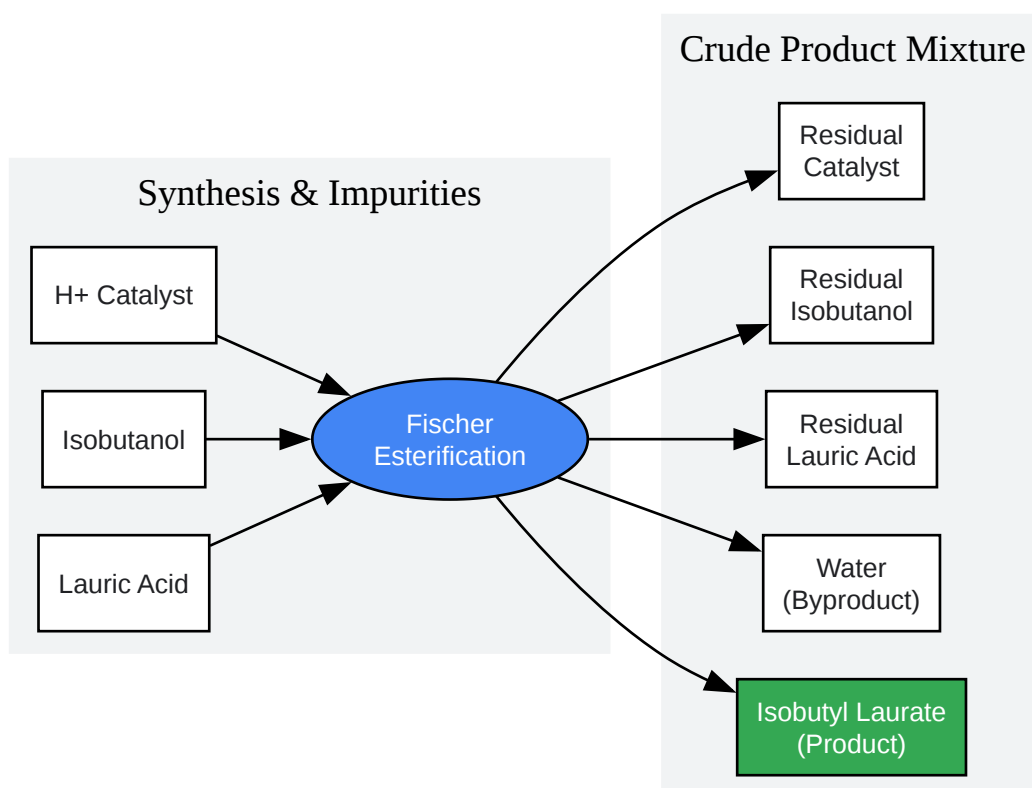 Crude Product Mixture
Synthesis & Impurities
H+ Catalyst
Isobutanol
Lauric Acid
Fischer
Esterification
Residual
Catalyst
Residual
Isobutanol
Residual
Lauric Acid
Water
(Byproduct)
Isobutyl Laurate
(Product)